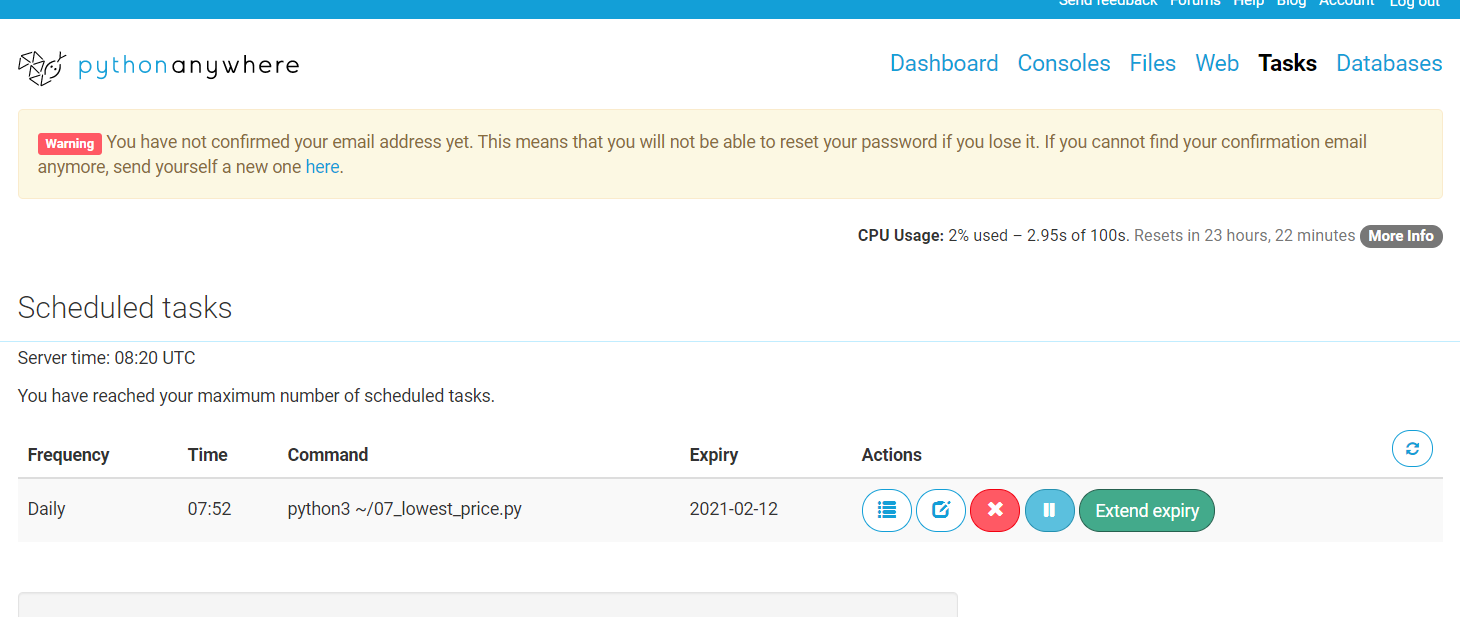 Send feedback Forums Help Blog Account Log out
pythonanywhere
Dashboard Consoles Files Web Tasks Databases
Warning You have not confirmed your email address yet. This means that you will not be able to reset your password if you lose it. If you cannot find your confirmation email
anymore, send yourself a new one here.
CPU Usage: 2% used – 2.95s of 100s. Resets in 23 hours, 22 minutes More Info
Scheduled tasks
Server time: 08:20 UTC
You have reached your maximum number of scheduled tasks.
Frequency Time Command Expiry Actions
Daily 07:52 python3 ~/07_lowest_price.py 2021-02-12 Extend expiry